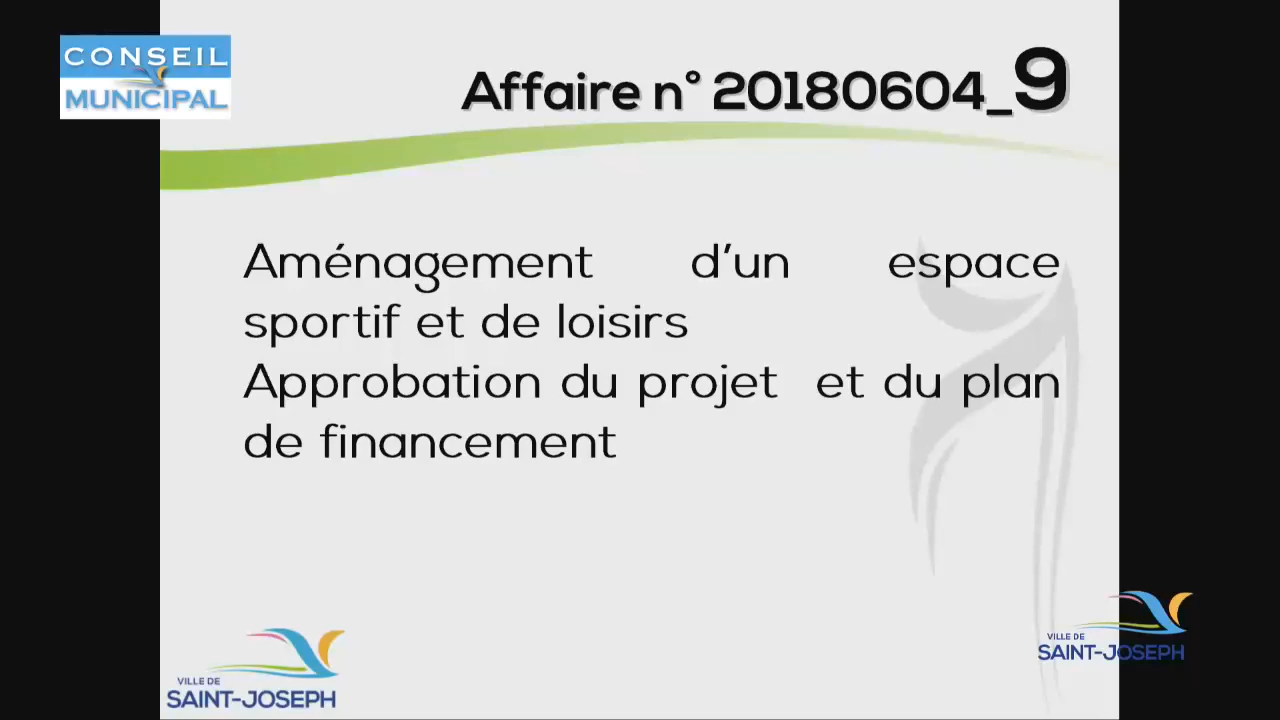 CONSEIL
MUNICIPAL
Affaire n° 20180604_9
Aménagement d’un espace
sportif et de loisirs
Approbation du projet et du plan
de financement
VILLE DE
SAINT-JOSEPH
VILLE DE
SAINT-JOSEPH